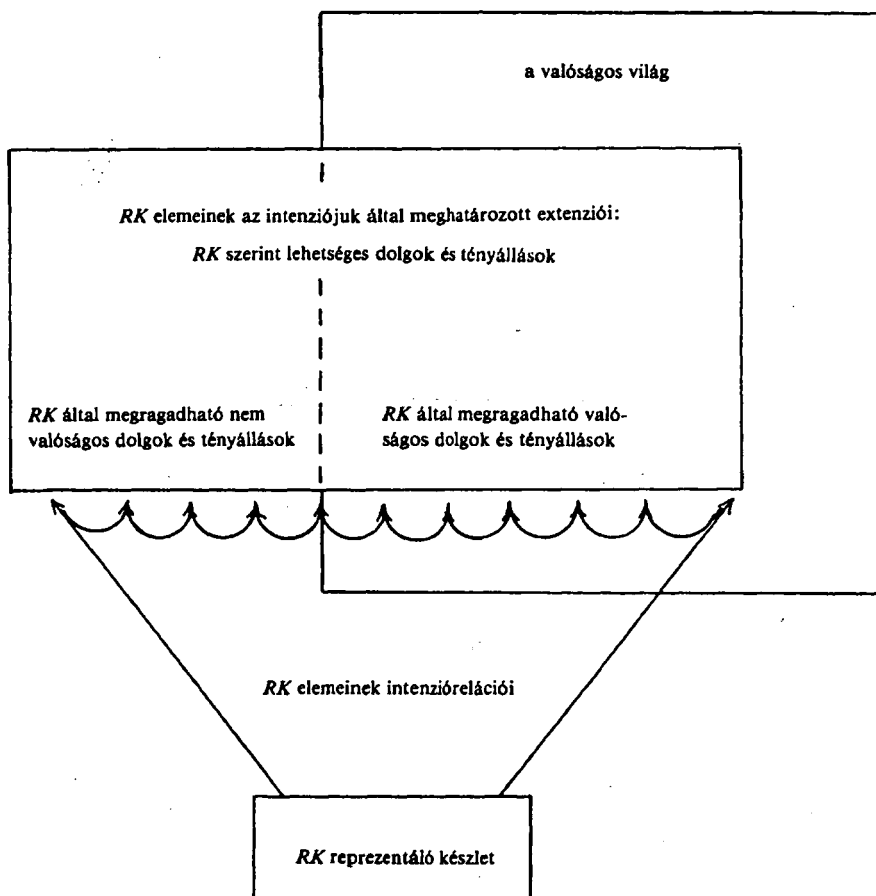 a valóságos világ
RK elemeinek az intenziójuk által meghatározott extenziói:
RK szerint lehetséges dolgok és tényállások
RK által megragadható nem
valóságos dolgok és tényállások
RK által megragadható való-
ságos dolgok és tényállások
RK elemeinek intenziórelációi
RK reprezentáló készlet